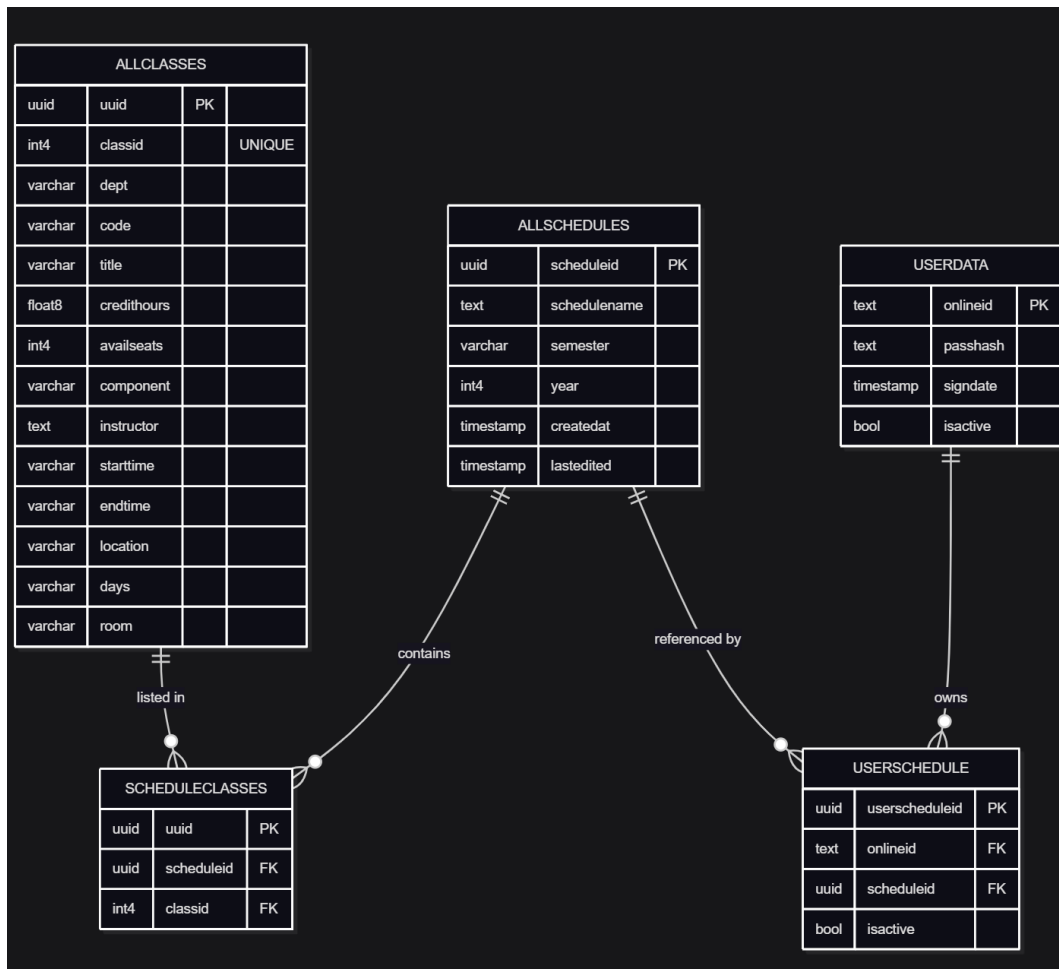 ALLCLASSES
uuid uuid PK
int4 classid UNIQUE
varchar dept
varchar code
varchar title
float8 credithours
int4 availseats
varchar component
text instructor
varchar starttime
varchar endtime
varchar location
varchar days
varchar room
ALLSCHEDULES
uuid scheduleid PK
text schedulename
varchar semester
int4 year
timestamp createdat
timestamp lastedited
USERDATA
text onlineid PK
text passhash
timestamp signdate
bool isactive
listed in
contains
referenced by
owns
SCHEDULECLASSES
uuid uuid PK
uuid scheduleid FK
int4 classid FK
USERSCHEDULE
uuid userscheduleid PK
text onlineid FK
uuid scheduleid FK
bool isactive